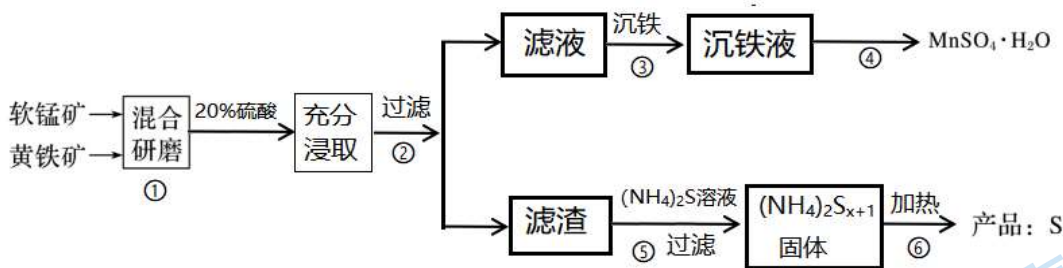 软锰矿
黄铁矿
混合
研磨
①
20%硫酸
充分
浸取
过滤
②
滤液
沉铁
③
沉铁液
④
MnSO₄·H₂O
滤渣
(NH₄)₂S溶液
过滤
⑤
(NH₄)₂Sₓ₊₁
固体
加热
⑥
产品：S